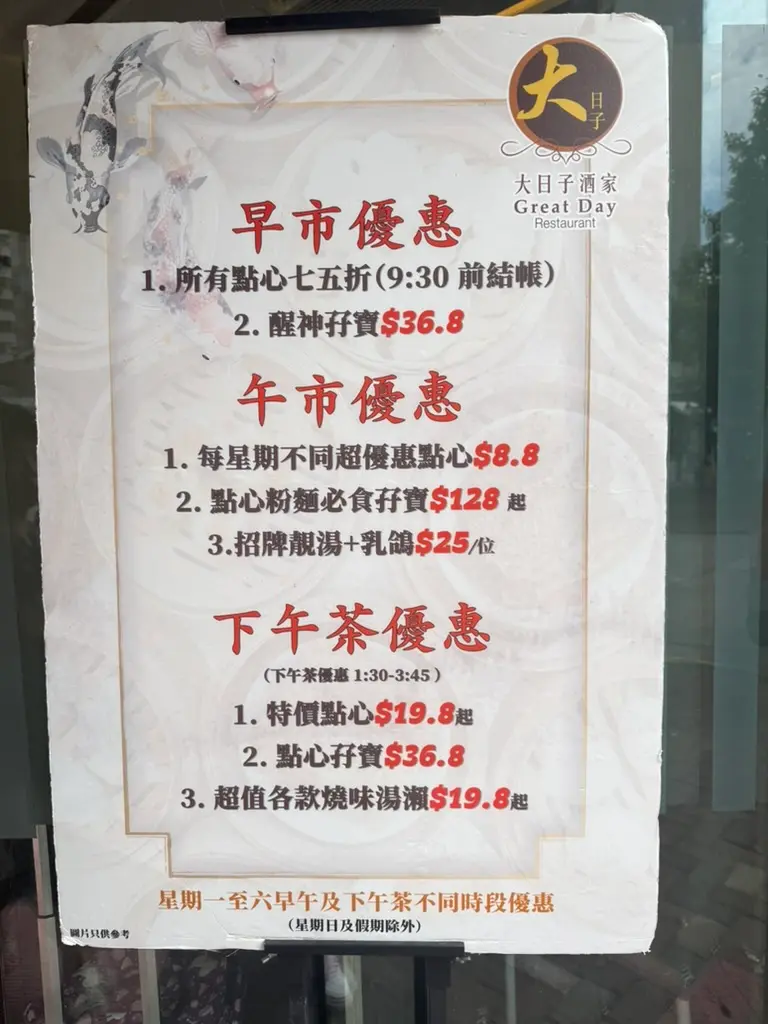 大日子
大日子酒家
Great Day
Restaurant
早市優惠
1. 所有點心七五折(9:30 前結帳)
2. 醒神孖寶$36.8
午市優惠
1. 每星期不同超優惠點心$8.8
2. 點心粉麵必食孖寶$128 起
3.招牌靚湯+乳鴿$25/位
下午茶優惠
(下午茶優惠 1:30-3:45 )
1. 特價點心$19.8起
2. 點心孖寶$36.8
3. 超值各款燒味湯瀨$19.8起
星期一至六早午及下午茶不同時段優惠
(星期日及假期除外)
圖片只供參考